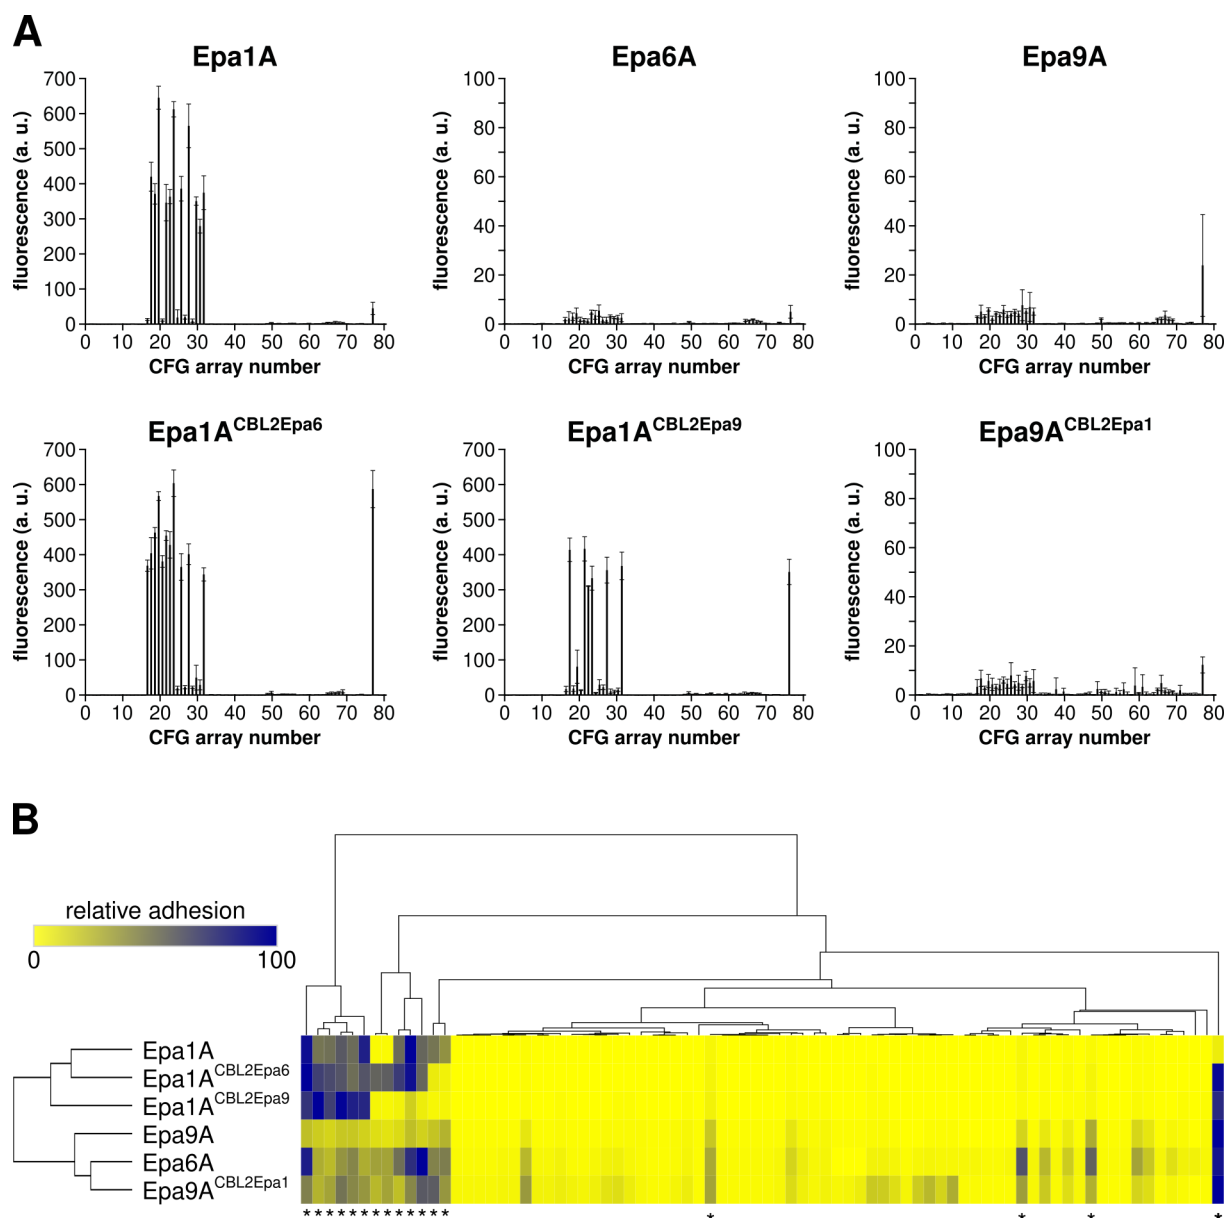 A
Epa1A
Epa6A
Epa9A
fluorescence (a. u.)
700
600
500
400
300
200
100
0
0 10 20 30 40 50 60 70 80
CFG array number
fluorescence (a. u.)
100
80
60
40
20
0
0 10 20 30 40 50 60 70 80
CFG array number
fluorescence (a. u.)
100
80
60
40
20
0
0 10 20 30 40 50 60 70 80
CFG array number
Epa1ACBL2Epa6
Epa1ACBL2Epa9
Epa9ACBL2Epa1
fluorescence (a. u.)
700
600
500
400
300
200
100
0
0 10 20 30 40 50 60 70 80
CFG array number
fluorescence (a. u.)
700
600
500
400
300
200
100
0
0 10 20 30 40 50 60 70 80
CFG array number
fluorescence (a. u.)
100
80
60
40
20
0
0 10 20 30 40 50 60 70 80
CFG array number
B
relative adhesion
0 100
Epa1A
Epa1ACBL2Epa6
Epa1ACBL2Epa9
Epa9A
Epa6A
Epa9ACBL2Epa1
* * * * * * * * * * * * * * * * *